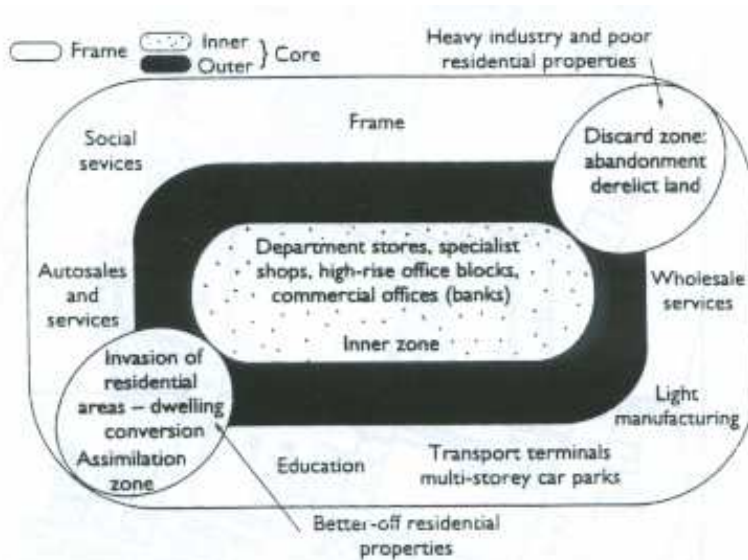 Frame
Inner
Outer
} Core
Heavy industry and poor
residential properties
Frame
Social
sevices
Discard zone:
abandonment
derelict land
Department stores, specialist
shops, high-rise office blocks,
commercial offices (banks)
Inner zone
Autosales
and
services
Wholesale
services
Invasion of
residential
areas – dwelling
conversion
Assimilation
zone
Light
manufacturing
Education
Transport terminals
multi-storey car parks
Better-off residential
properties